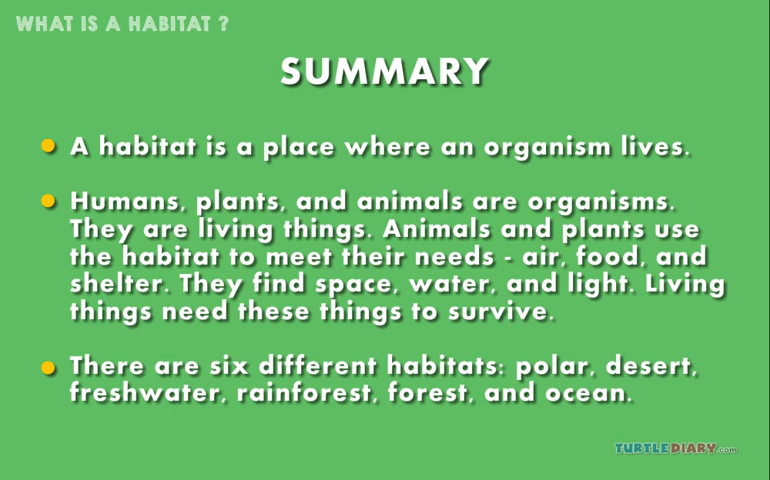 WHAT IS A HABITAT ?
SUMMARY
A habitat is a place where an organism lives.
Humans, plants, and animals are organisms.
They are living things. Animals and plants use
the habitat to meet their needs - air, food, and
shelter. They find space, water, and light. Living
things need these things to survive.
There are six different habitats: polar, desert,
freshwater, rainforest, forest, and ocean.
TURTLEDIARY.com